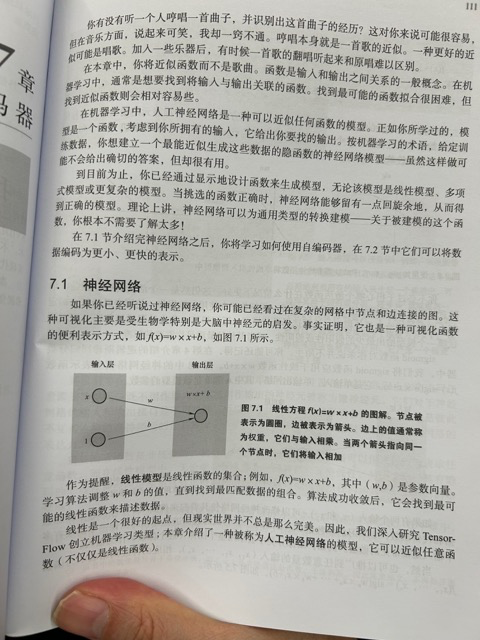 111
章
器
你有没有听一个人哼唱一首曲子，并识别出这首曲子的经历？这对你来说可能很容易，
但在音乐方面，说起来可笑，我却一窍不通。哼唱本身就是一首歌的近似。一种更好的近
似可能是唱歌。加入一些乐器后，有时候一首歌的翻唱听起来和原唱难以区别。
在本章中，你将近似函数而不是歌曲。函数是输入和输出之间关系的一般概念。在机
器学习中，通常是想要找到将输入与输出关联的函数。找到最可能的函数拟合很困难，但
找到近似函数则会相对容易些。
在机器学习中，人工神经网络是一种可以近似任何函数的模型。正如你所学过的，模
型是一个函数，考虑到你所拥有的输入，它给出你要找的输出。按机器学习的术语，给定训
练数据，你想建立一个最能近似生成这些数据的隐函数的神经网络模型——虽然这样做可
能不会给出确切的答案，但却很有用。
到目前为止，你已经通过显示地设计函数来生成模型，无论该模型是线性模型、多项
式模型或更复杂的模型。当挑选的函数正确时，神经网络能够留有一点回旋余地，从而得
到正确的模型。理论上讲，神经网络可以为通用类型的转换建模——关于被建模的这个函
数，你根本不需要了解太多！
在 7.1 节介绍完神经网络之后，你将学习如何使用自编码器，在 7.2 节中它们可以将数
据编码为更小、更快的表示。
7.1 神经网络
如果你已经听说过神经网络，你可能已经看过在复杂的网络中节点和边连接的图。这
种可视化主要是受生物学特别是大脑中神经元的启发。事实证明，它也是一种可视化函数
的便利表示方式，如 f(x)=w×x+b，如图 7.1 所示。
输入层 输出层
x w w×x+b
1 b
图 7.1 线性方程 f(x)=w×x+b 的图解。节点被
表示为圆圈，边被表示为箭头。边上的值通常称
为权重，它们与输入相乘。当两个箭头指向同一
个节点时，它们将输入相加
作为提醒，线性模型是线性函数的集合；例如，f(x)=w×x+b，其中 (w,b) 是参数向量。
学习算法调整 w 和 b 的值，直到找到最匹配数据的组合。算法成功收敛后，它会找到最可
能的线性函数来描述数据。
线性是一个很好的起点，但现实世界并不总是那么完美。因此，我们深入研究 Tensor-
Flow 创立机器学习类型；本章介绍了一种被称为人工神经网络的模型，它可以近似任意函
数（不仅仅是线性函数）。